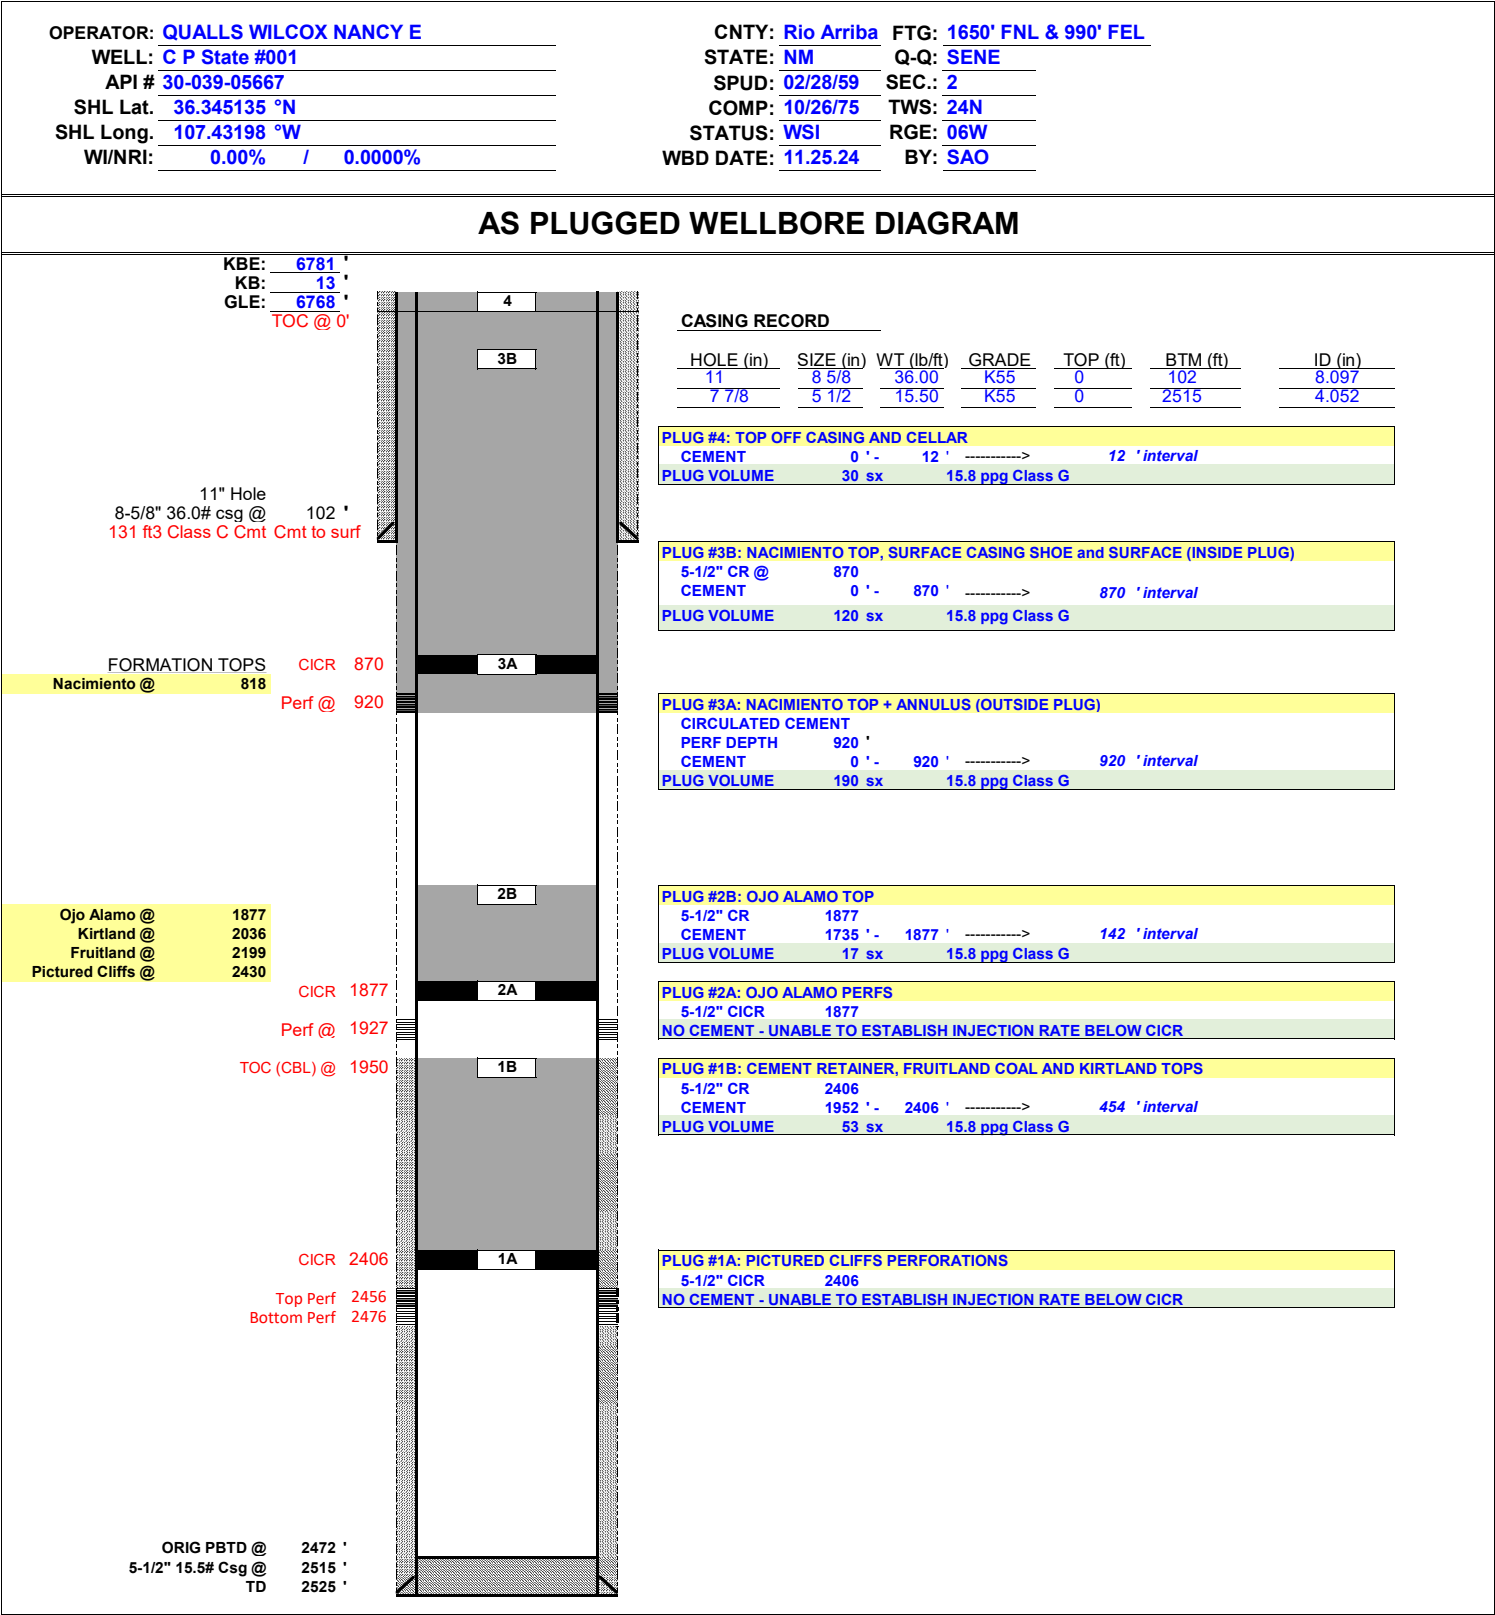 OPERATOR: QUALLS WILCOX NANCY E CNTY: Rio Arriba FTG: 1650' FNL & 990' FEL
WELL: C P State #001 STATE: NM Q-Q: SENE
API # 30-039-05667 SPUD: 02/28/59 SEC.: 2
SHL Lat. 36.345135 °N COMP: 10/26/75 TWS: 24N
SHL Long. 107.43198 °W STATUS: WSI RGE: 06W
WI/NRI: 0.00% / 0.0000% WBD DATE: 11.25.24 BY: SAO
AS PLUGGED WELLBORE DIAGRAM
KBE: 6781 '
KB: 13 '
GLE: 6768 '
TOC @ 0'
4
3B
CASING RECORD
HOLE (in) SIZE (in) WT (lb/ft) GRADE TOP (ft) BTM (ft) ID (in)
11 8 5/8 36.00 K55 0 102 8.097
7 7/8 5 1/2 15.50 K55 0 2515 4.052
PLUG #4: TOP OFF CASING AND CELLAR
CEMENT 0 ' - 12 ' -----------> 12 ' interval
PLUG VOLUME 30 sx 15.8 ppg Class G
11" Hole
8-5/8" 36.0# csg @ 102 '
131 ft3 Class C Cmt Cmt to surf
PLUG #3B: NACIMIENTO TOP, SURFACE CASING SHOE and SURFACE (INSIDE PLUG)
5-1/2" CR @ 870
CEMENT 0 ' - 870 ' -----------> 870 ' interval
PLUG VOLUME 120 sx 15.8 ppg Class G
FORMATION TOPS CICR 870 3A
Nacimiento @ 818
Perf @ 920
PLUG #3A: NACIMIENTO TOP + ANNULUS (OUTSIDE PLUG)
CIRCULATED CEMENT
PERF DEPTH 920 '
CEMENT 0 ' - 920 ' -----------> 920 ' interval
PLUG VOLUME 190 sx 15.8 ppg Class G
2B
PLUG #2B: OJO ALAMO TOP
5-1/2" CR 1877
CEMENT 1735 ' - 1877 ' -----------> 142 ' interval
PLUG VOLUME 17 sx 15.8 ppg Class G
Ojo Alamo @ 1877
Kirtland @ 2036
Fruitland @ 2199
Pictured Cliffs @ 2430
CICR 1877 2A
PLUG #2A: OJO ALAMO PERFS
5-1/2" CICR 1877
NO CEMENT - UNABLE TO ESTABLISH INJECTION RATE BELOW CICR
Perf @ 1927
TOC (CBL) @ 1950 1B
PLUG #1B: CEMENT RETAINER, FRUITLAND COAL AND KIRTLAND TOPS
5-1/2" CR 2406
CEMENT 1952 ' - 2406 ' -----------> 454 ' interval
PLUG VOLUME 53 sx 15.8 ppg Class G
CICR 2406 1A
PLUG #1A: PICTURED CLIFFS PERFORATIONS
5-1/2" CICR 2406
NO CEMENT - UNABLE TO ESTABLISH INJECTION RATE BELOW CICR
Top Perf 2456
Bottom Perf 2476
ORIG PBTD @ 2472 '
5-1/2" 15.5# Csg @ 2515 '
TD 2525 '